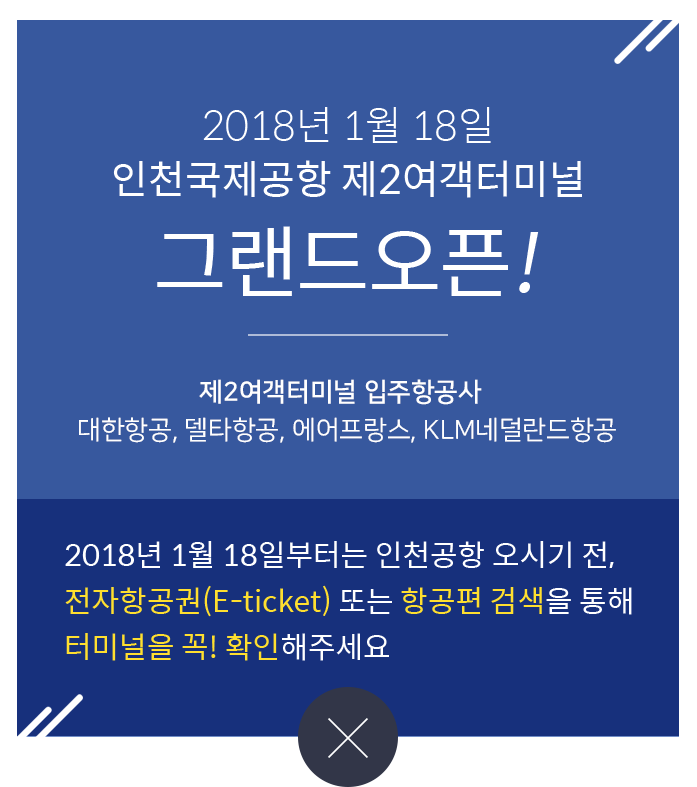 2018년 1월 18일
인천국제공항 제2여객터미널
그랜드오픈!
제2여객터미널 입주항공사
대한항공, 델타항공, 에어프랑스, KLM네덜란드항공
2018년 1월 18일부터는 인천공항 오시기 전,
전자항공권(E-ticket) 또는 항공편 검색을 통해
터미널을 꼭! 확인해주세요